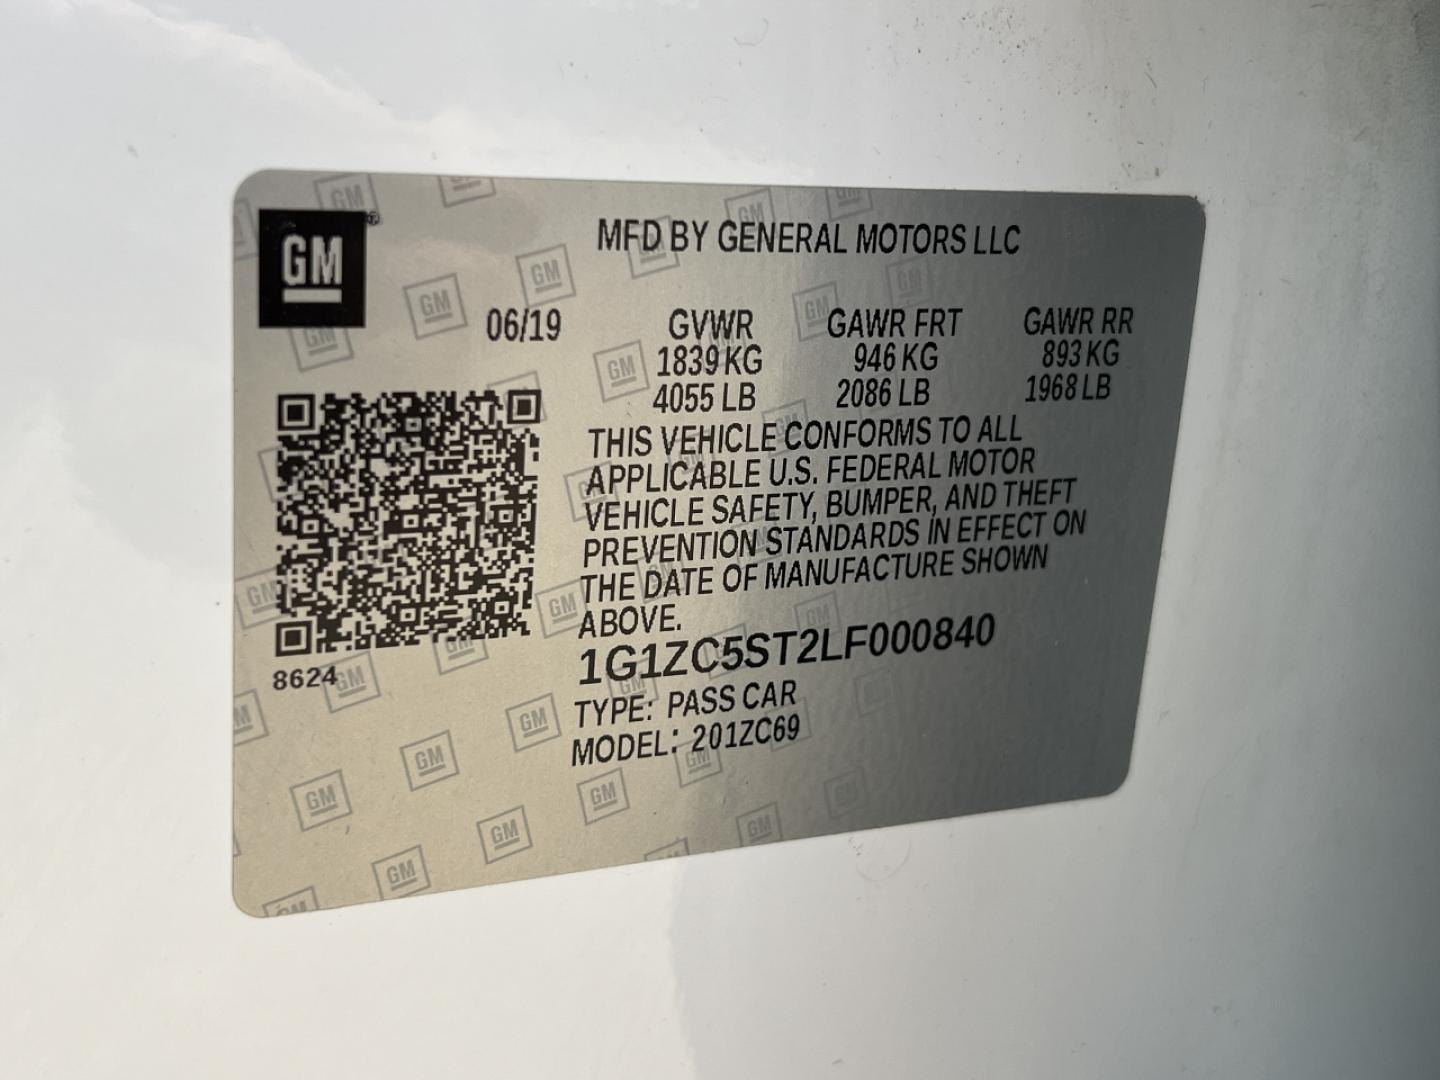 GM
MFD BY GENERAL MOTORS LLC
06/19 GVWR GAWR FRT GAWR RR
1839 KG 946 KG 893 KG
4055 LB 2086 LB 1968 LB
THIS VEHICLE CONFORMS TO ALL
APPLICABLE U.S. FEDERAL MOTOR
VEHICLE SAFETY, BUMPER, AND THEFT
PREVENTION STANDARDS IN EFFECT ON
THE DATE OF MANUFACTURE SHOWN
ABOVE.
1G1ZC5ST2LF000840
8624
TYPE: PASS CAR
MODEL: 201ZC69